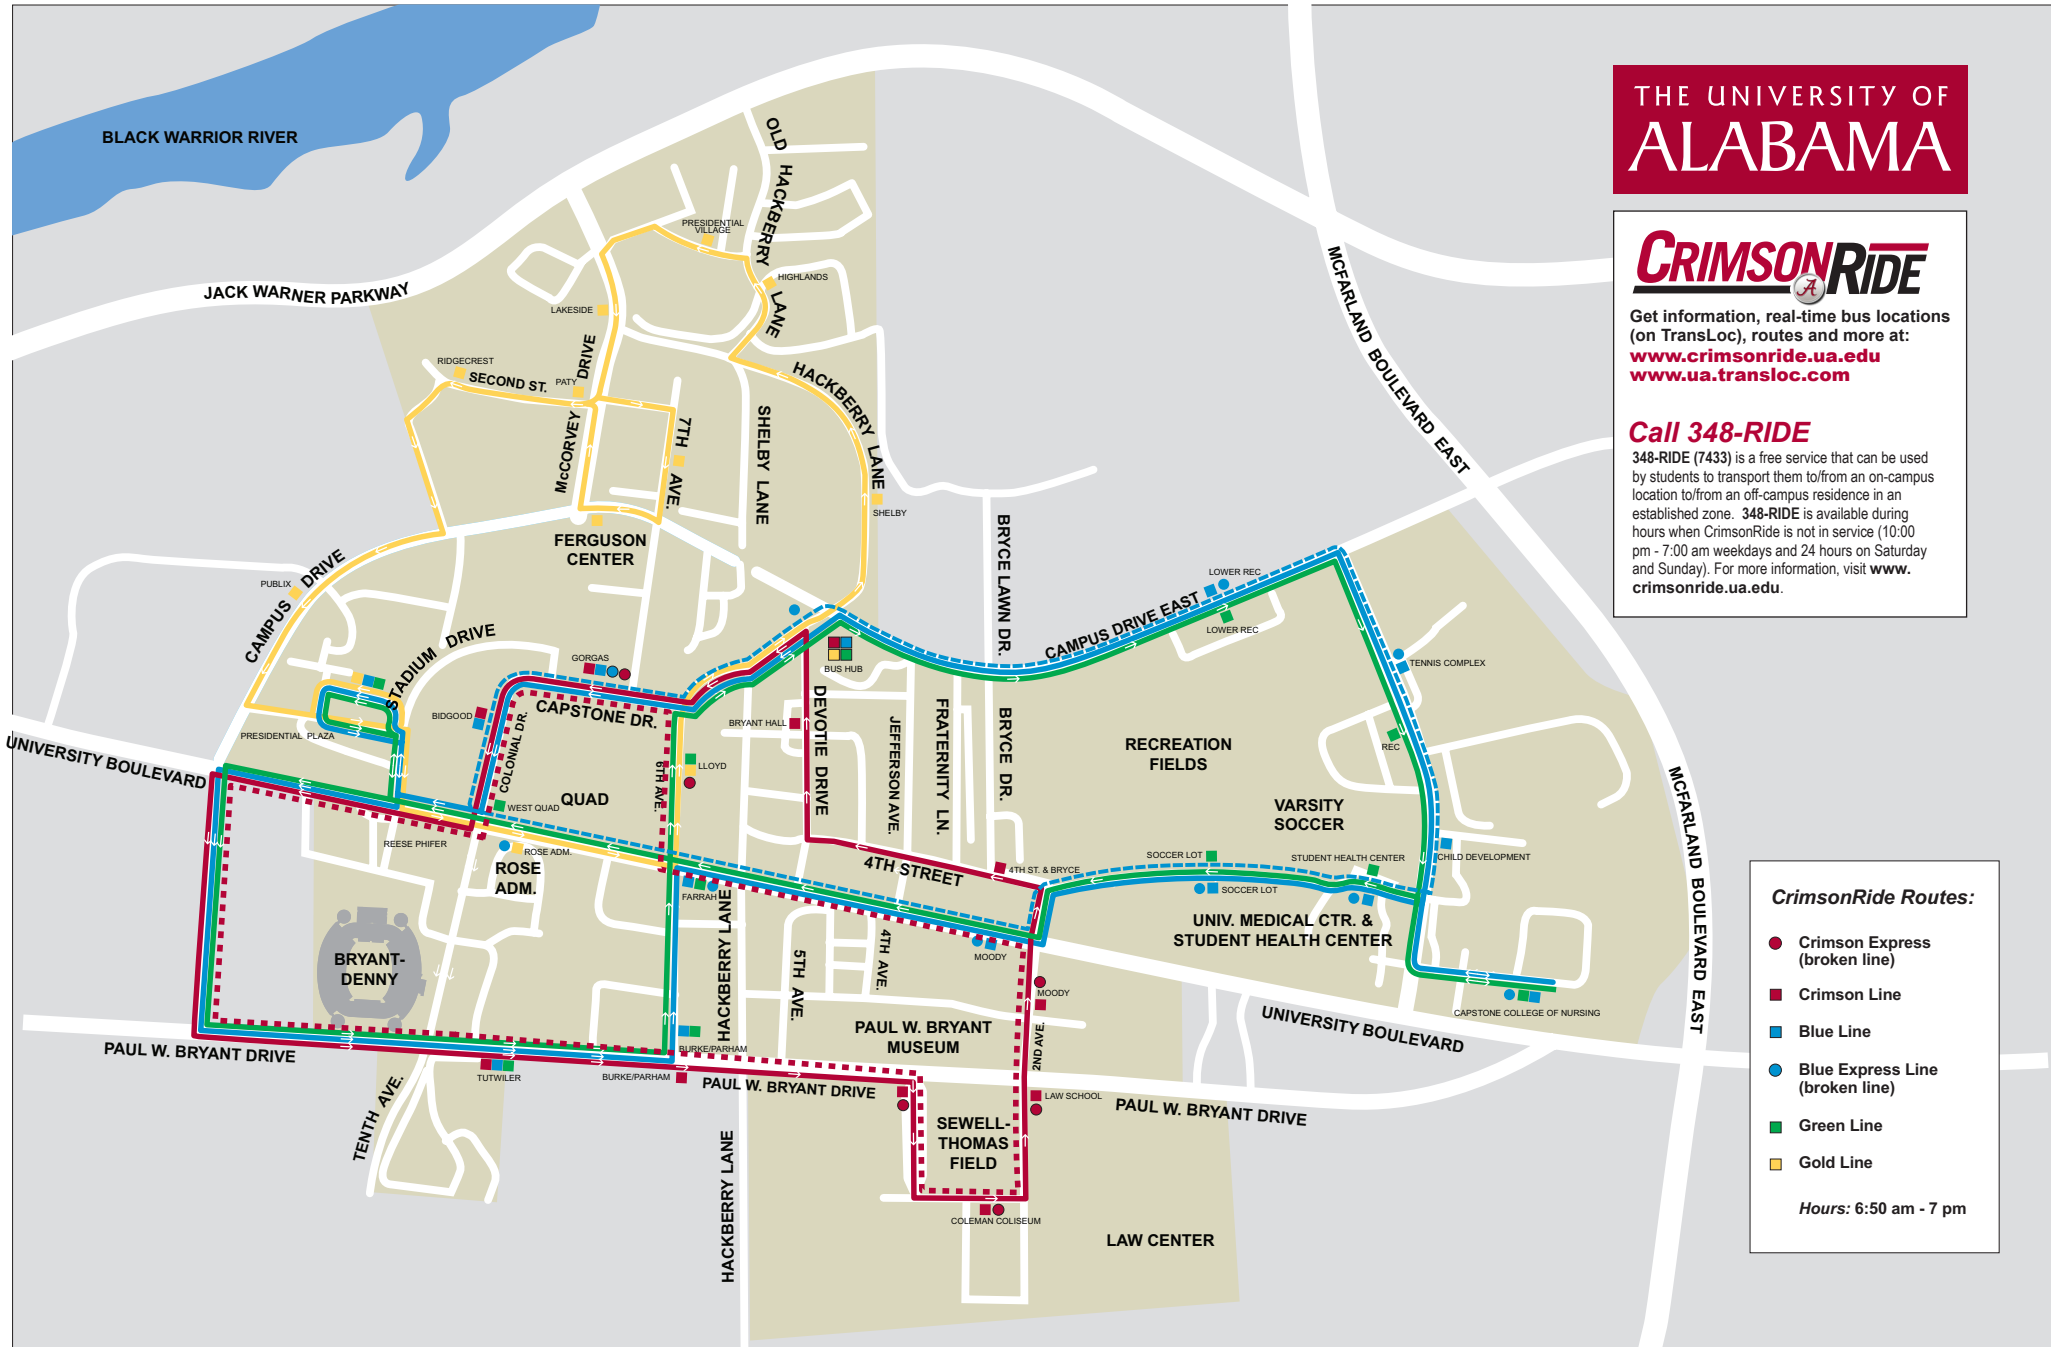 THE UNIVERSITY OF
ALABAMA
CRIMSONRIDE
A
Get information, real-time bus locations
(on TransLoc), routes and more at:
www.crimsonride.ua.edu
www.ua.transloc.com
Call 348-RIDE
348-RIDE (7433) is a free service that can be used
by students to transport them to/from an on-campus
location to/from an off-campus residence in an
established zone. 348-RIDE is available during
hours when CrimsonRide is not in service (10:00
pm - 7:00 am weekdays and 24 hours on Saturday
and Sunday). For more information, visit www.
crimsonride.ua.edu.
CrimsonRide Routes:
Crimson Express
(broken line)
Crimson Line
Blue Line
Blue Express Line
(broken line)
Green Line
Gold Line
Hours: 6:50 am - 7 pm
BLACK WARRIOR RIVER
JACK WARNER PARKWAY
OLD HACKBERRY LANE
PRESIDENTIAL
VILLAGE
HIGHLANDS
LAKESIDE
RIDGECREST
SECOND ST.
PATY
McCORVEY DRIVE
7TH AVE.
SHELBY LANE
HACKBERRY LANE
SHELBY
FERGUSON
CENTER
MCFARLAND BOULEVARD EAST
BRYCE LAWN DR.
CAMPUS DRIVE EAST
LOWER REC
LOWER REC
TENNIS COMPLEX
REC
PUBLIX
CAMPUS DRIVE
STADIUM DRIVE
GORGAS
BUS HUB
BIDGOOD
CAPSTONE DR.
COLONIAL DR.
PRESIDENTIAL PLAZA
UNIVERSITY BOULEVARD
BRYANT HALL
DEVOTIE DRIVE
JEFFERSON AVE.
FRATERNITY LN.
BRYCE DR.
RECREATION
FIELDS
LLOYD
6TH AVE.
QUAD
WEST QUAD
VARSITY
SOCCER
MCFARLAND BOULEVARD EAST
REESE PHIFER
ROSE ADM.
ROSE
ADM.
4TH STREET
4TH ST. & BRYCE
SOCCER LOT
STUDENT HEALTH CENTER
CHILD DEVELOPMENT
SOCCER LOT
FARRAH
UNIV. MEDICAL CTR. &
STUDENT HEALTH CENTER
BRYANT-
DENNY
HACKBERRY LANE
5TH AVE.
4TH AVE.
MOODY
MOODY
CAPSTONE COLLEGE OF NURSING
UNIVERSITY BOULEVARD
PAUL W. BRYANT
MUSEUM
2ND AVE.
PAUL W. BRYANT DRIVE
BURKE/PARHAM
TUTWILER
BURKE/PARHAM
PAUL W. BRYANT DRIVE
LAW SCHOOL
PAUL W. BRYANT DRIVE
TENTH AVE.
SEWELL-
THOMAS
FIELD
HACKBERRY LANE
COLEMAN COLISEUM
LAW CENTER